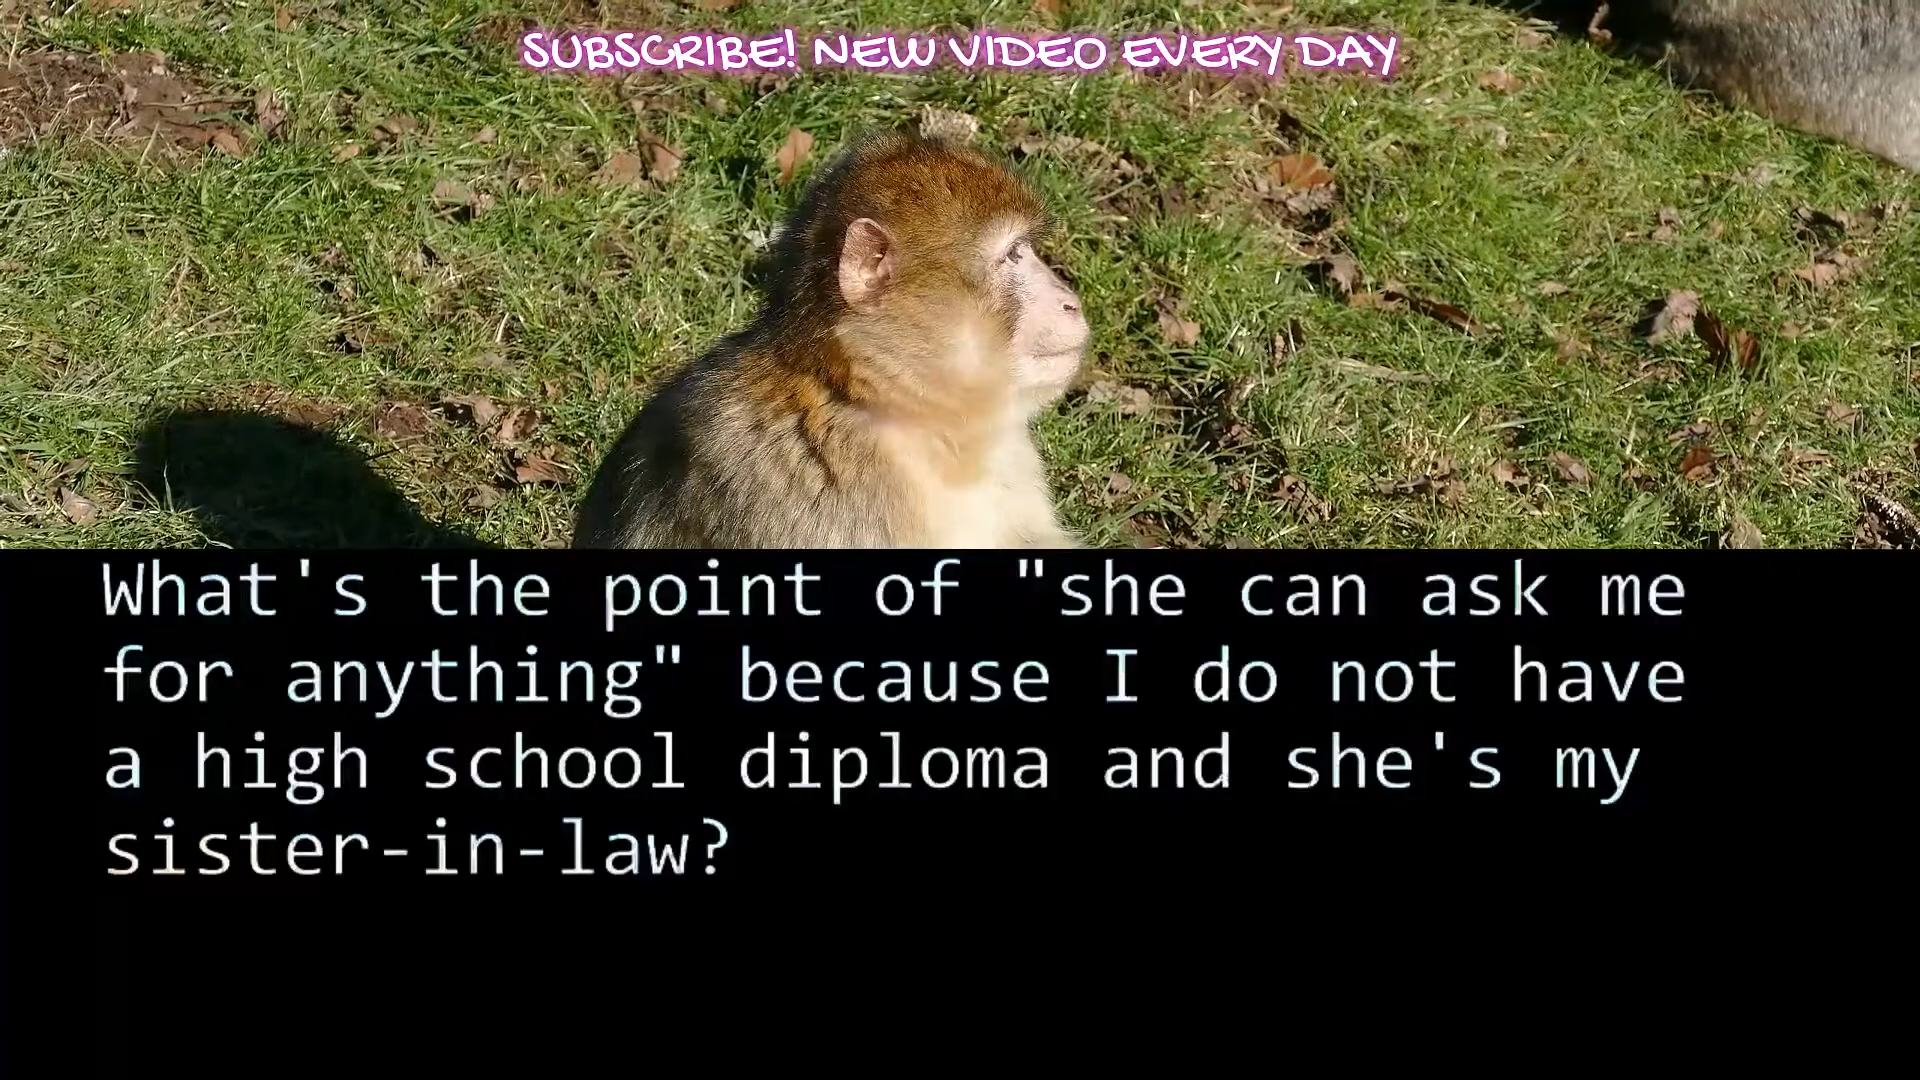 SUBSCRIBE! NEW VIDEO EVERY DAY
What's the point of "she can ask me
for anything" because I do not have
a high school diploma and she's my
sister-in-law?